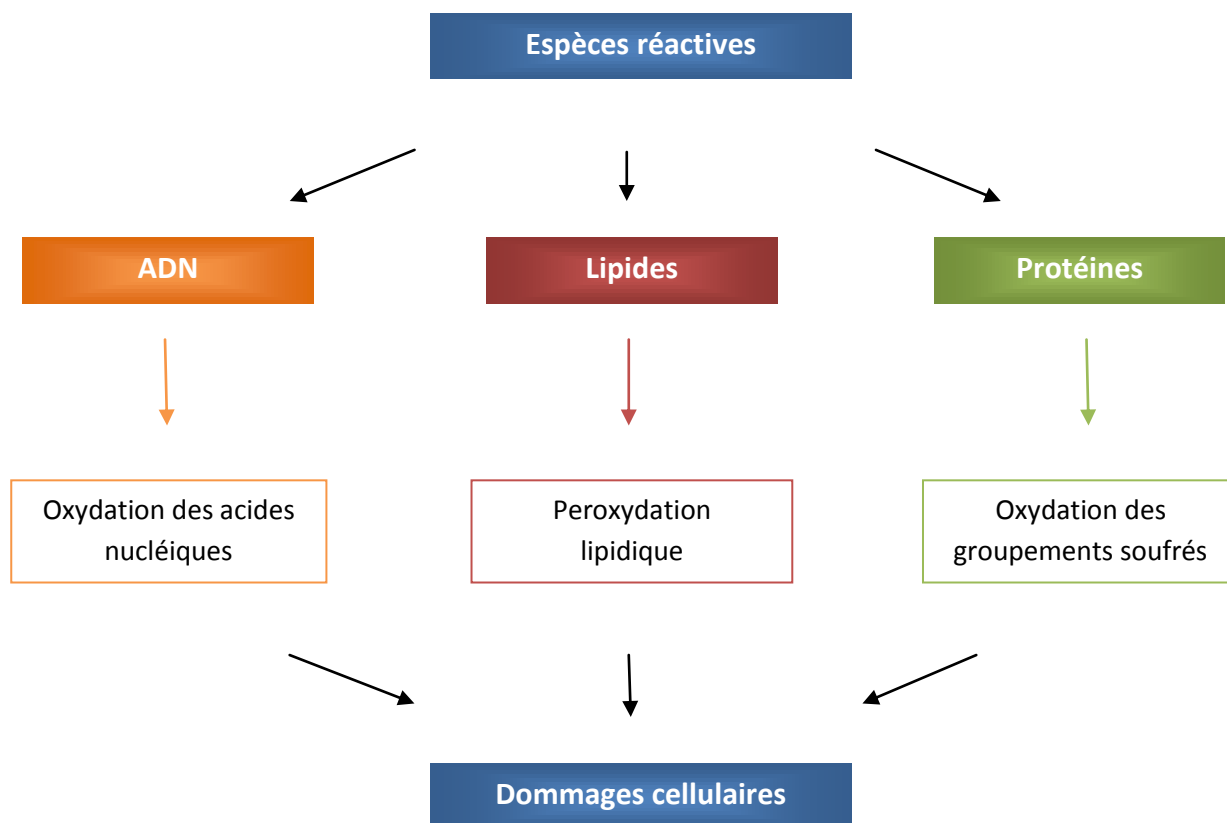 Espèces réactives
ADN
Lipides
Protéines
Oxydation des acides
nucléiques
Peroxydation
lipidique
Oxydation des
groupements soufrés
Dommages cellulaires